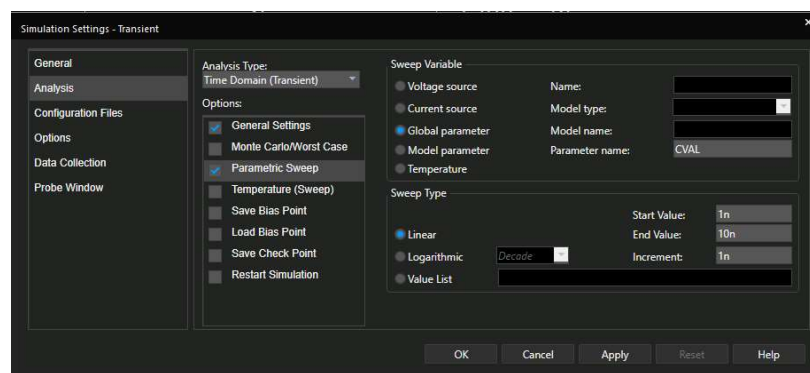 Simulation Settings - Transient
General
Analysis
Configuration Files
Options
Data Collection
Probe Window
Analysis Type:
Time Domain (Transient)
Options:
General Settings
Monte Carlo/Worst Case
Parametric Sweep
Temperature (Sweep)
Save Bias Point
Load Bias Point
Save Check Point
Restart Simulation
Sweep Variable
Voltage source Name:
Current source Model type:
Global parameter Model name:
Model parameter Parameter name: CVAL
Temperature
Sweep Type
Start Value: 1n
Linear End Value: 10n
Logarithmic Decade Increment: 1n
Value List
OK Cancel Apply Reset Help